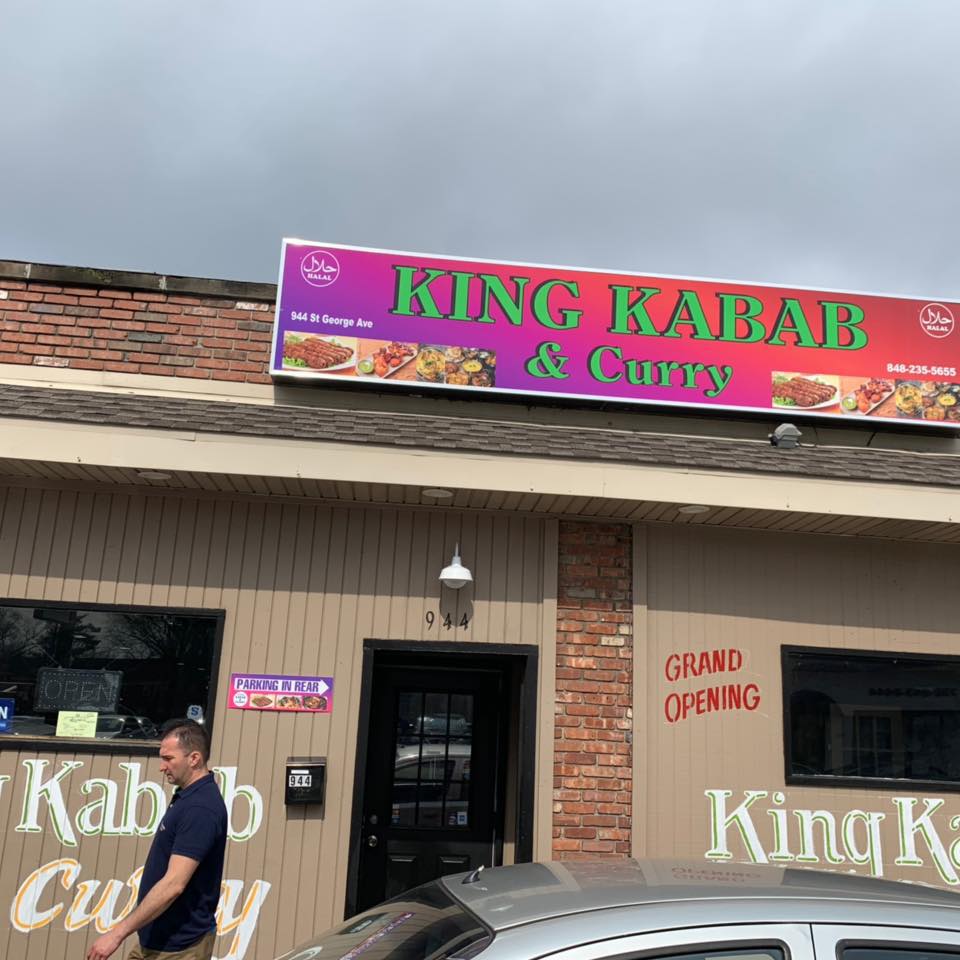 حلال
HALAL
KING KABAB
& Curry
944 St George Ave
حلال
HALAL
848-235-5655
944
OPEN
PARKING IN REAR
944
GRAND
OPENING
Kabab
Curry
King Ka